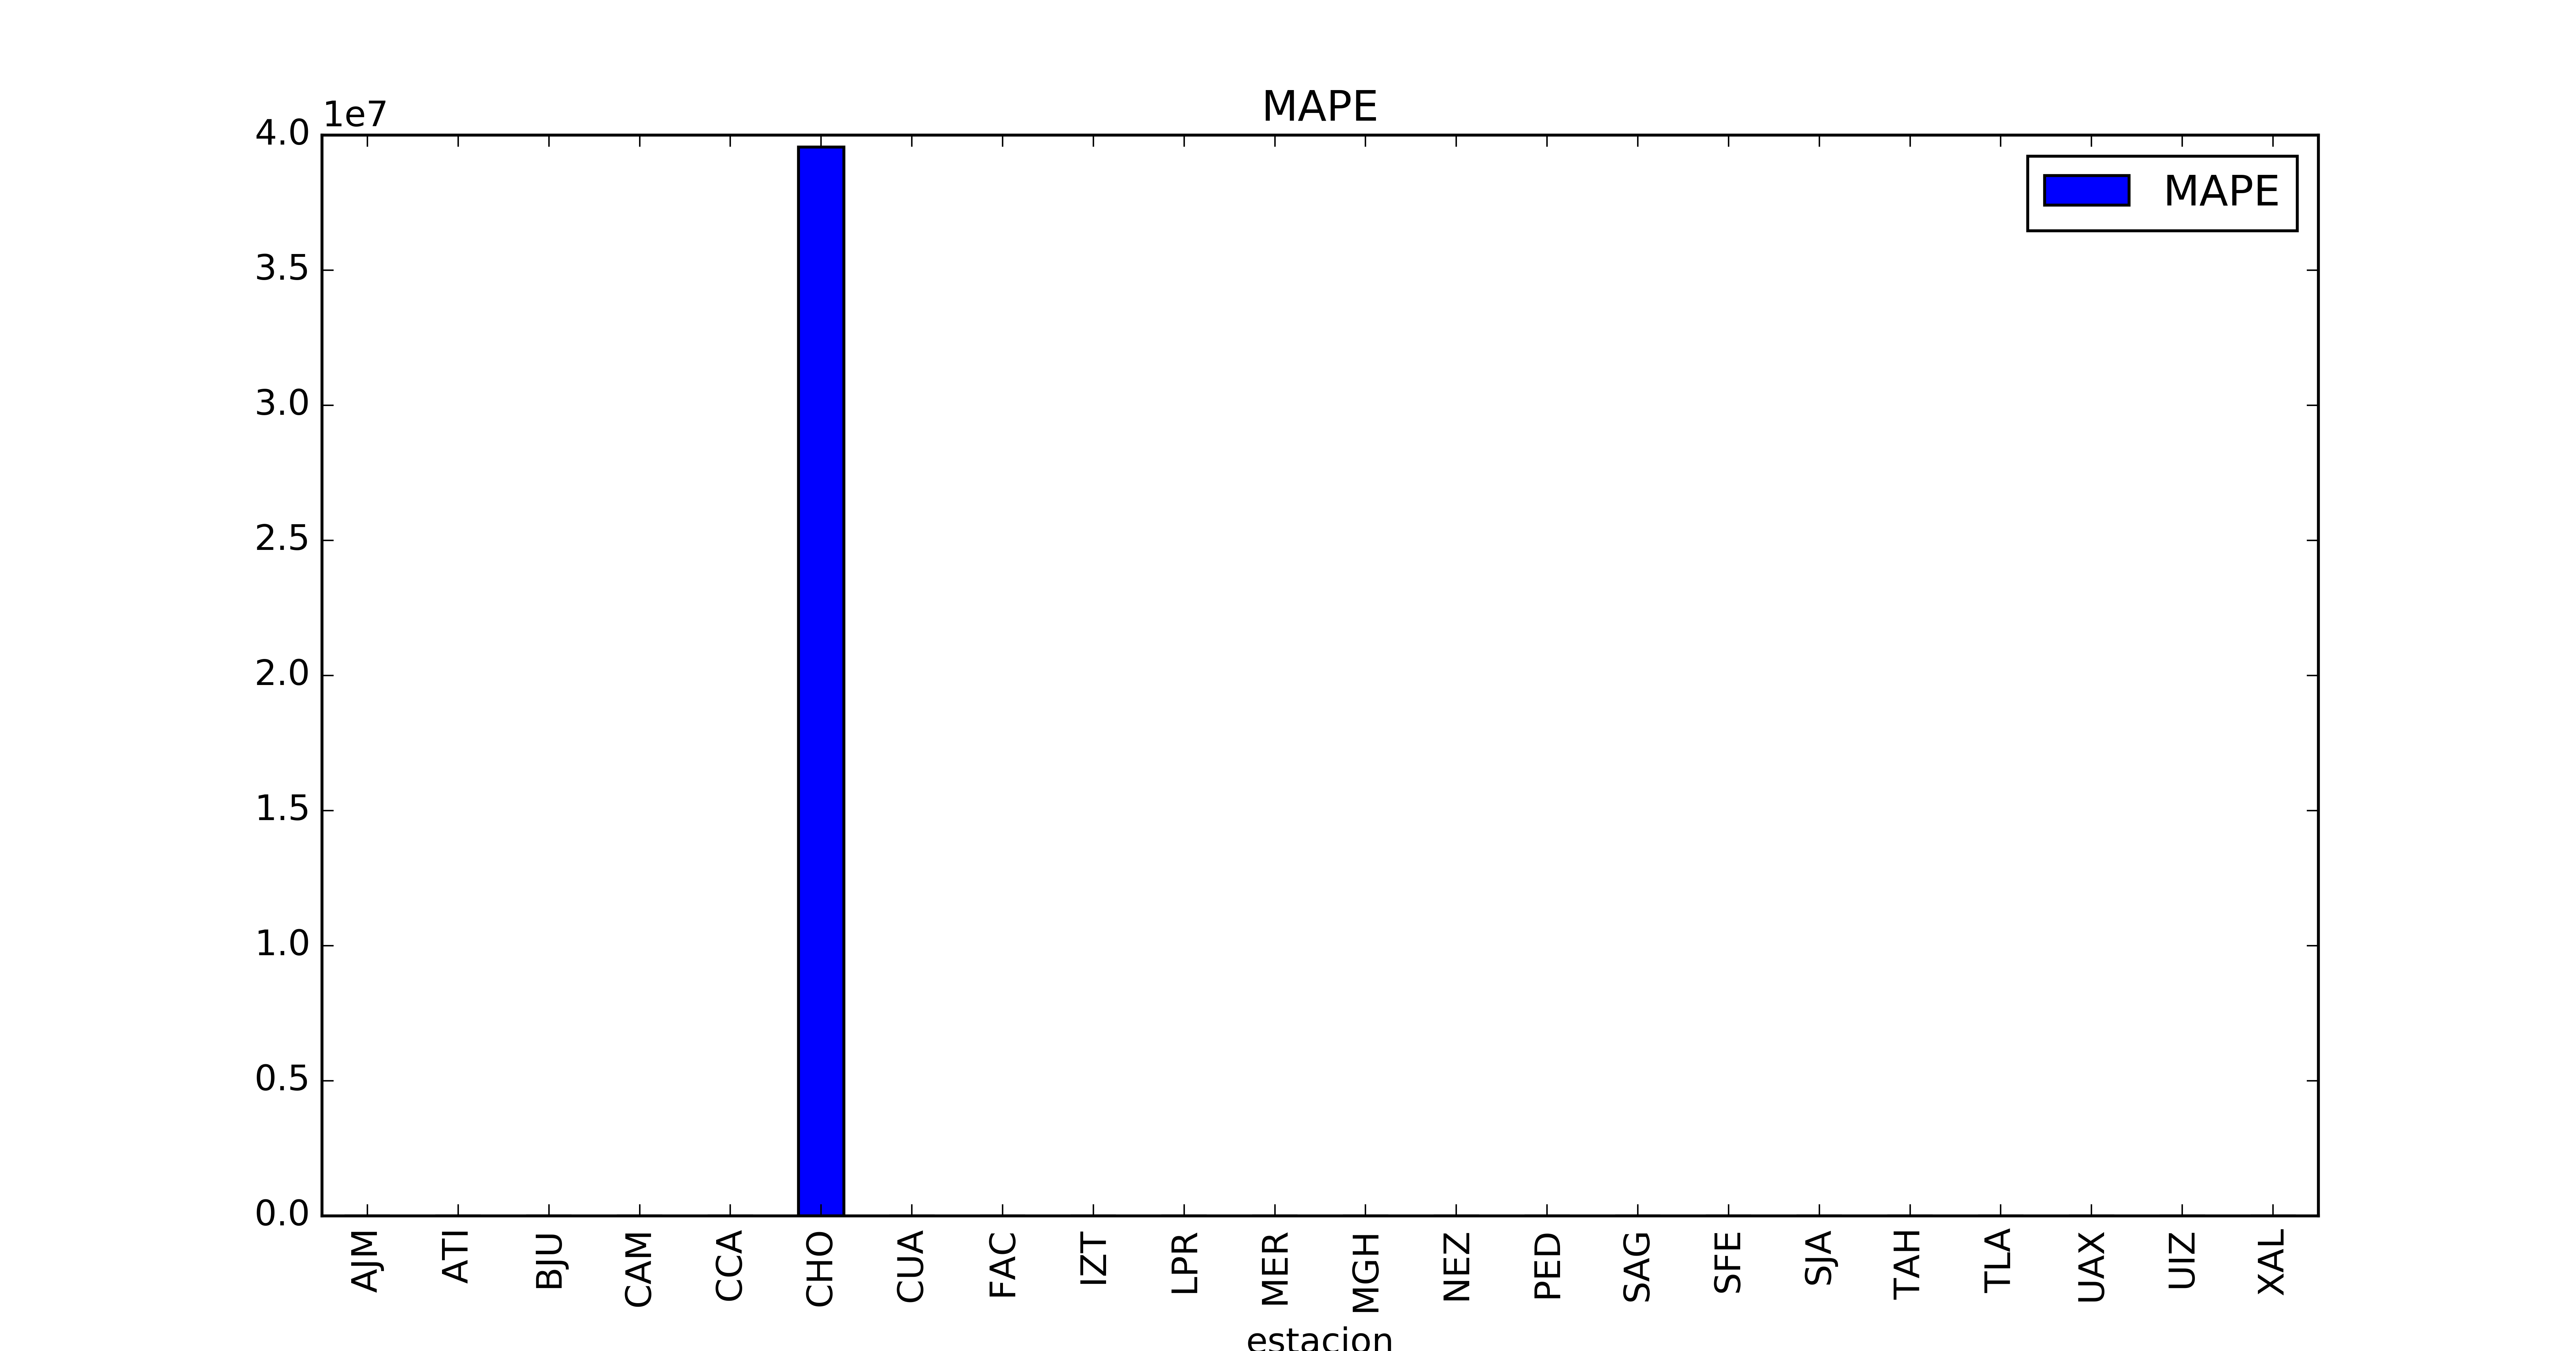 MAPE
1e7
4.0
3.5
3.0
2.5
2.0
1.5
1.0
0.5
0.0
MAPE
AJM ATI BJU CAM CCA CHO CUA FAC IZT LPR MER MGH NEZ PED SAG SFE SJA TAH TLA UAX UIZ XAL
estacion